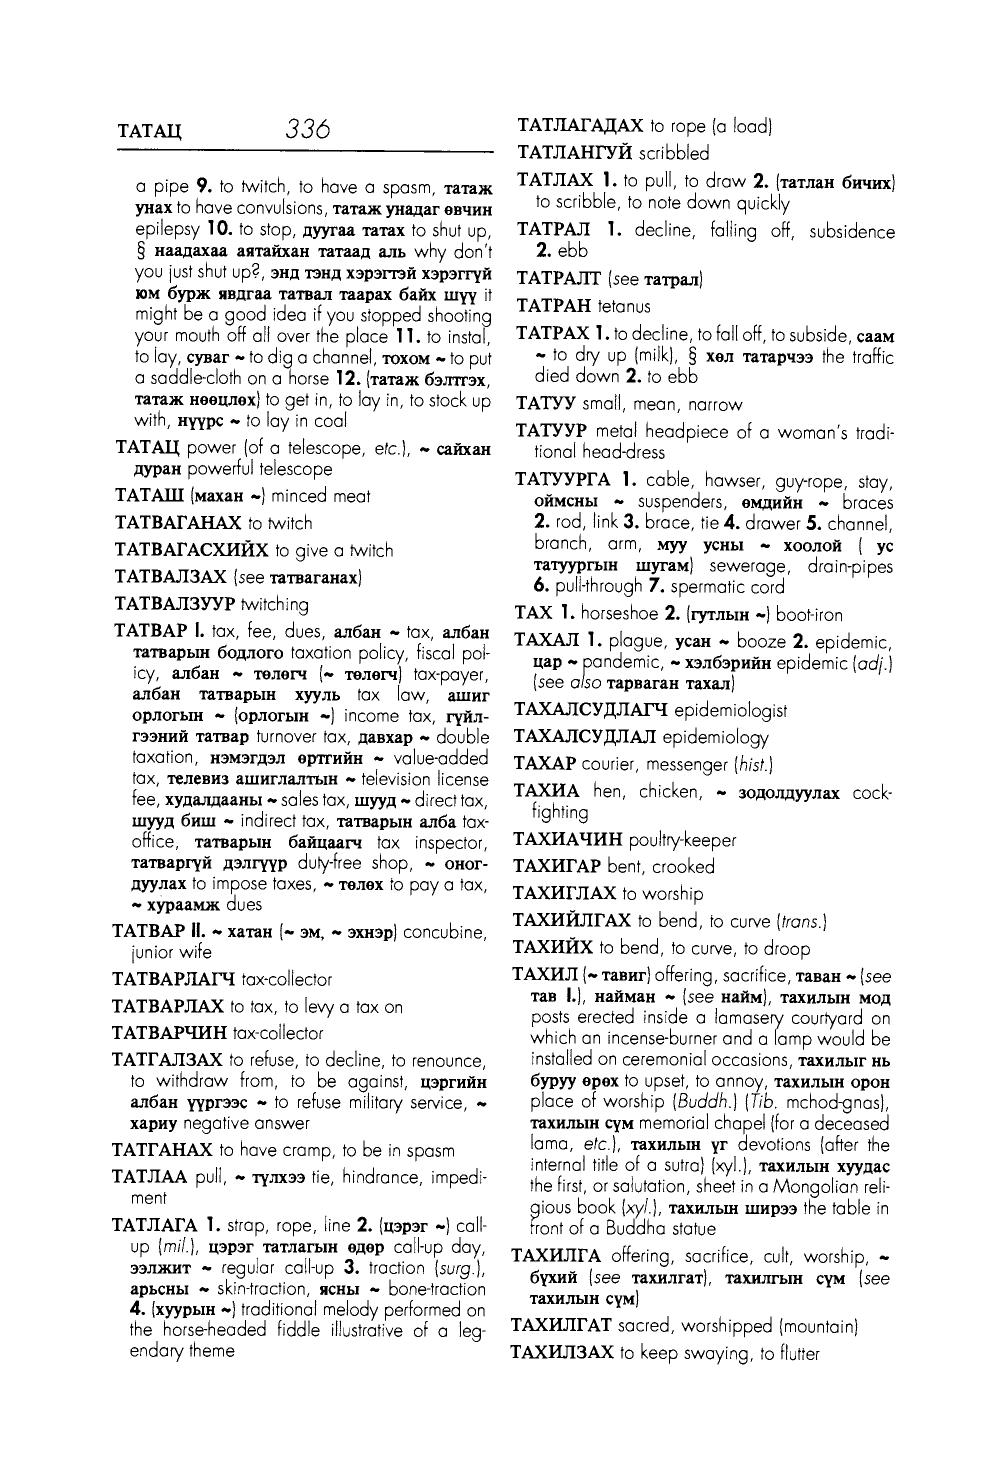 ТАТАЦ 336
a pipe 9. to twitch, to have a spasm, татаж
унах to have convulsions, татаж унадаг өвчин
epilepsy 10. to stop, дуугаа татах to shut up,
§ наадахаа аятайхан татаад аль why don't
you just shut up?, энд тэнд хэрэгтэй хэрэггүй
юм бурж явдгаа татвал таарах байх шүү it
might be a good idea if you stopped shooting
your mouth off all over the place 11. to instal,
to lay, суваг ~ to dig a channel, тохом ~ to put
a saddle-cloth on a horse 12. (татаж бэлтгэх,
татаж нөөцлөх) to get in, to lay in, to stock up
with, нүүрс ~ to lay in coal
ТАТАЦ power (of a telescope, etc.), ~ сайхан
дуран powerful telescope
ТАТАШ (махан ~) minced meat
ТАТВАГАНАХ to twitch
ТАТВАГАСХИЙХ to give a twitch
ТАТВАЛЗАХ (see татваганах)
ТАТВАЛЗУУР twitching
ТАТВАР I. tax, fee, dues, албан ~ tax, албан
татварын бодлого taxation policy, fiscal pol-
icy, албан ~ төлөгч (~ төлөгч) tax-payer,
албан татварын хууль tax law, ашиг
орлогын ~ (орлогын ~) income tax, гүйл-
гээний татвар turnover tax, давхар ~ double
taxation, нэмэгдэл өртгийн ~ value-added
tax, телевиз ашиглалтын ~ television license
fee, худалдааны ~ sales tax, шууд ~ direct tax,
шууд биш ~ indirect tax, татварын алба tax-
office, татварын байцаагч tax inspector,
татваргүй дэлгүүр duty-free shop, ~ оног-
дуулах to impose taxes, ~ төлөх to pay a tax,
~ хураамж dues
ТАТВАР II. ~ хатан (~ эм, ~ эхнэр) concubine,
junior wife
ТАТВАРЛАГЧ tax-collector
ТАТВАРЛАХ to tax, to levy a tax on
ТАТВАРЧИН tax-collector
ТАТГАЛЗАХ to refuse, to decline, to renounce,
to withdraw from, to be against, цэргийн
албан үүргээс ~ to refuse military service, ~
хариу negative answer
ТАТГАНАХ to have cramp, to be in spasm
ТАТЛАА pull, ~ түлхээ tie, hindrance, impedi-
ment
ТАТЛАГА 1. strap, rope, line 2. (цэрэг ~) call-
up (mil.), цэрэг татлагын өдөр call-up day,
ээлжит ~ regular call-up 3. traction (surg.),
арьсны ~ skin-traction, ясны ~ bone-traction
4. (хуурын ~) traditional melody performed on
the horse-headed fiddle illustrative of a leg-
endary theme
ТАТЛАГАДАХ to rope (a load)
ТАТЛАНГУЙ scribbled
ТАТЛАХ 1. to pull, to draw 2. (татлан бичих)
to scribble, to note down quickly
ТАТРАЛ 1. decline, falling off, subsidence
2. ebb
ТАТРАЛТ (see татрал)
ТАТРАН tetanus
ТАТРАХ 1. to decline, to fall off, to subside, саам
~ to dry up (milk), § хөл татарчээ the traffic
died down 2. to ebb
ТАТУУ small, mean, narrow
ТАТУУР metal headpiece of a woman's tradi-
tional head-dress
ТАТУУРГА 1. cable, hawser, guy-rope, stay,
оймсны ~ suspenders, өмдийн ~ braces
2. rod, link 3. brace, tie 4. drawer 5. channel,
branch, arm, муу усны ~ хоолой ( ус
татуургын шугам) sewerage, drain-pipes
6. pull-through 7. spermatic cord
ТАХ 1. horseshoe 2. (гутлын ~) boot-iron
ТАХАЛ 1. plague, усан ~ booze 2. epidemic,
цар ~ pandemic, ~ хэлбэрийн epidemic (adj.)
(see also тарваган тахал)
ТАХАЛСУДЛАГЧ epidemiologist
ТАХАЛСУДЛАЛ epidemiology
ТАХАР courier, messenger (hist.)
ТАХИА hen, chicken, ~ зодолдуулах cock-
fighting
ТАХИАЧИН poultry-keeper
ТАХИГАР bent, crooked
ТАХИГЛАХ to worship
ТАХИЙЛГАХ to bend, to curve (trans.)
ТАХИЙХ to bend, to curve, to droop
ТАХИЛ (~ тавиг) offering, sacrifice, таван ~ (see
тав I.), найман ~ (see найм), тахилын мод
posts erected inside a lamasery courtyard on
which an incense-burner and a lamp would be
installed on ceremonial occasions, тахилыг нь
буруу өрөх to upset, to annoy, тахилын орон
place of worship (Buddh.) (Tib. mchod-gnas),
тахилын сүм memorial chapel (for a deceased
lama, etc.), тахилын үг devotions (after the
internal title of a sutra) (xyl.), тахилын хуудас
the first, or salutation, sheet in a Mongolian reli-
gious book (xyl.), тахилын ширээ the table in
front of a Buddha statue
ТАХИЛГА offering, sacrifice, cult, worship, ~
бүхий (see тахилгат), тахилгын сүм (see
тахилын сүм)
ТАХИЛГАТ sacred, worshipped (mountain)
ТАХИЛЗАХ to keep swaying, to flutter